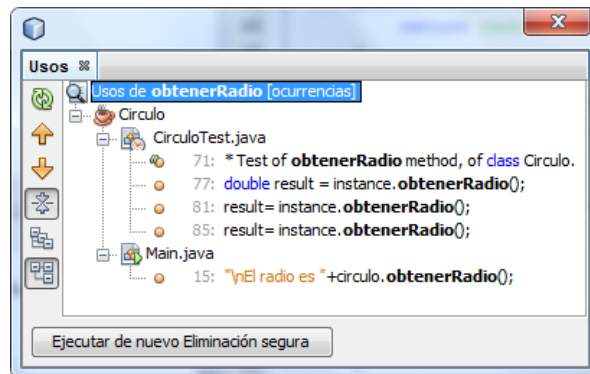 Usos
Usos de obtenerRadio [ocurrencias]
Circulo
CirculoTest.java
71: * Test of obtenerRadio method, of class Circulo.
77: double result = instance.obtenerRadio();
81: result= instance.obtenerRadio();
85: result= instance.obtenerRadio();
Main.java
15: "\nEl radio es "+circulo.obtenerRadio();
Ejecutar de nuevo Eliminación segura